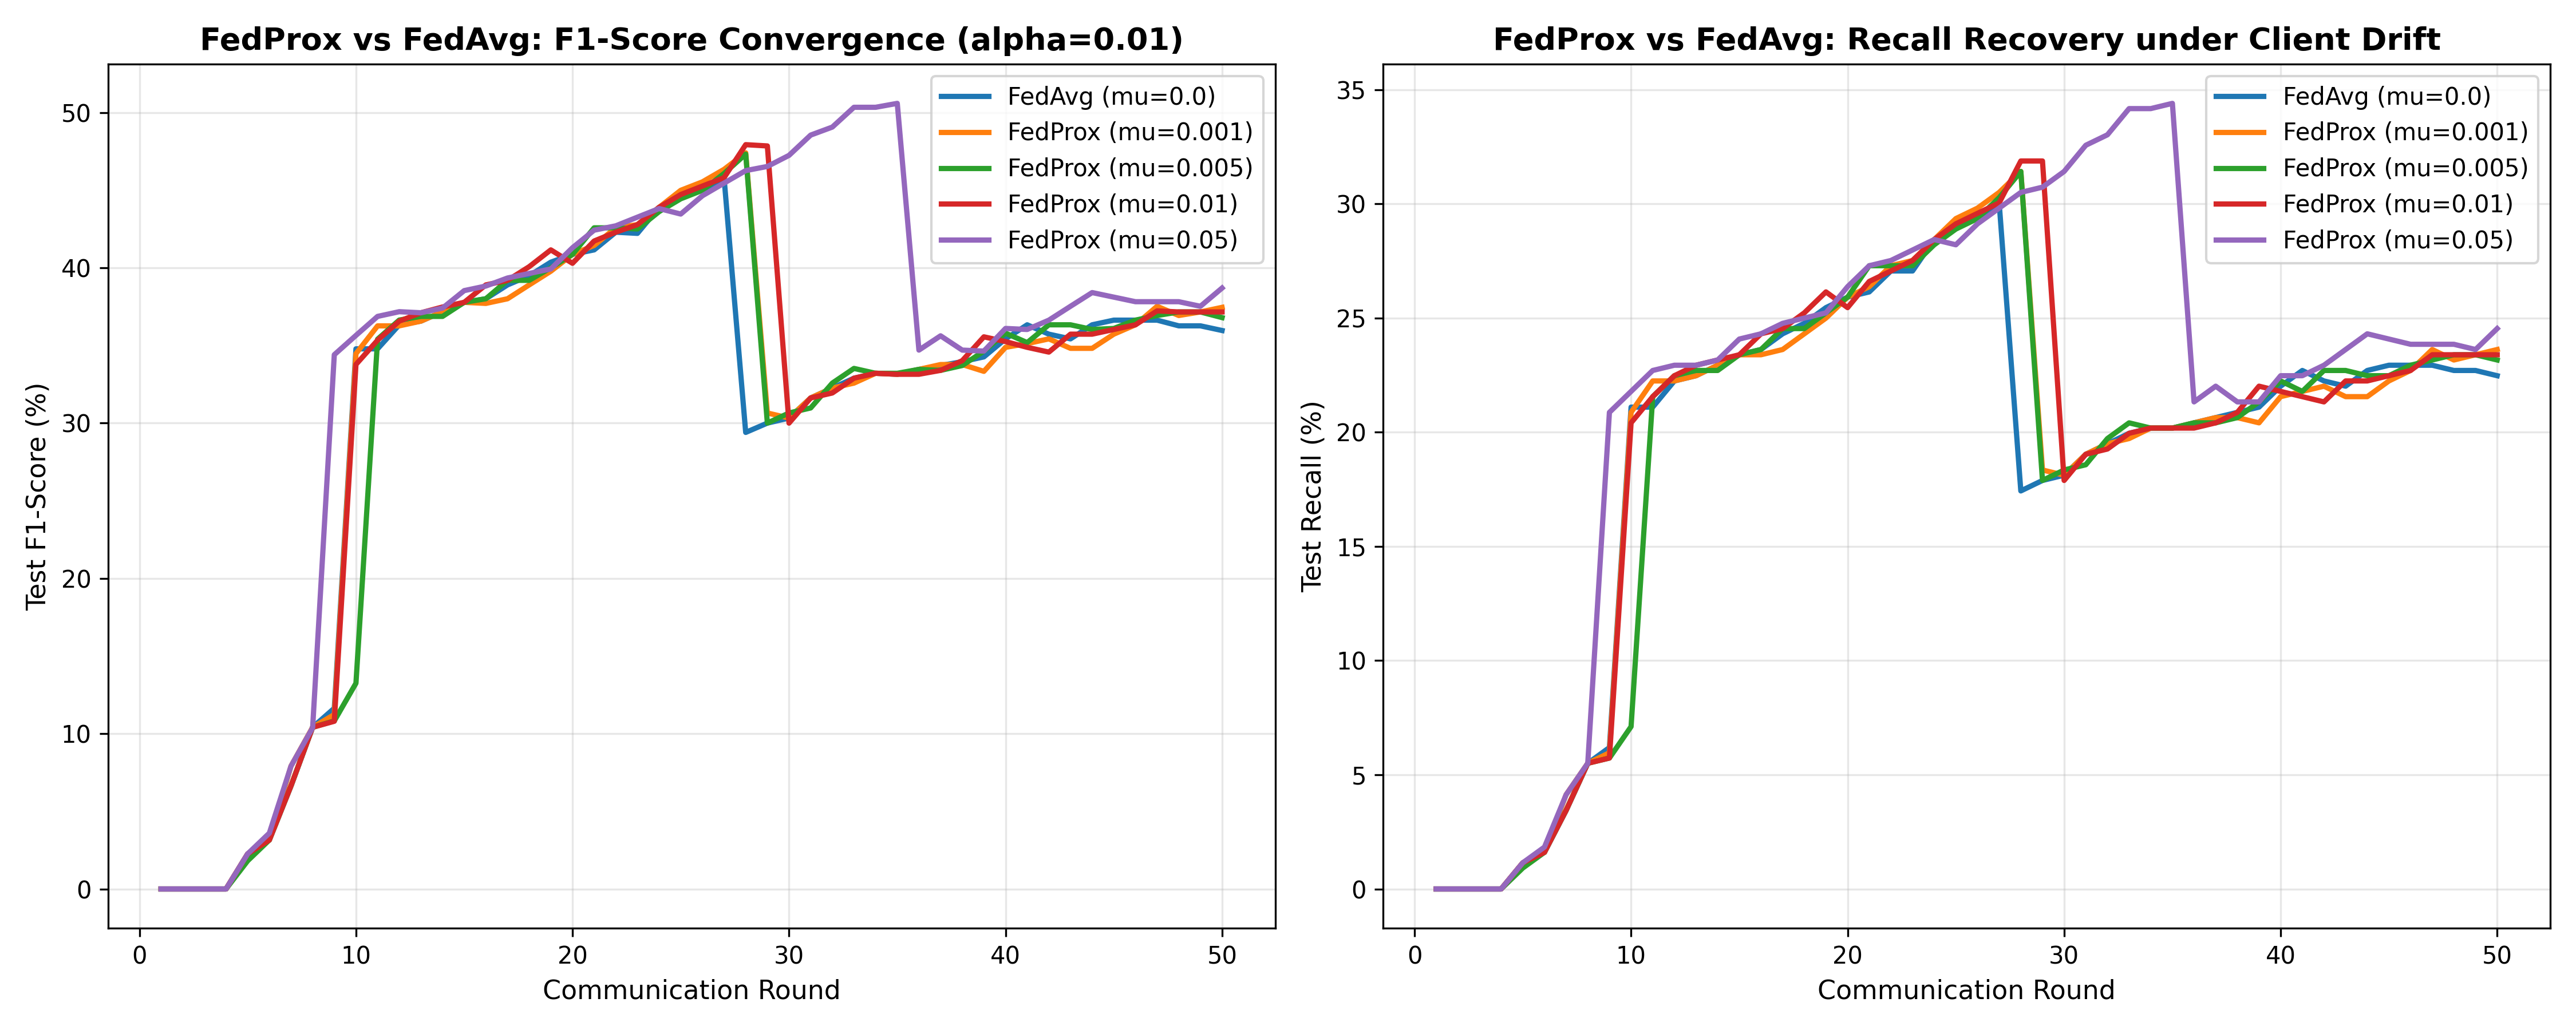 FedProx vs FedAvg: F1-Score Convergence (alpha=0.01)
Test F1-Score (%)
50
40
30
20
10
0
FedAvg (mu=0.0)
FedProx (mu=0.001)
FedProx (mu=0.005)
FedProx (mu=0.01)
FedProx (mu=0.05)
0 10 20 30 40 50
Communication Round
FedProx vs FedAvg: Recall Recovery under Client Drift
Test Recall (%)
35
30
25
20
15
10
5
0
FedAvg (mu=0.0)
FedProx (mu=0.001)
FedProx (mu=0.005)
FedProx (mu=0.01)
FedProx (mu=0.05)
0 10 20 30 40 50
Communication Round